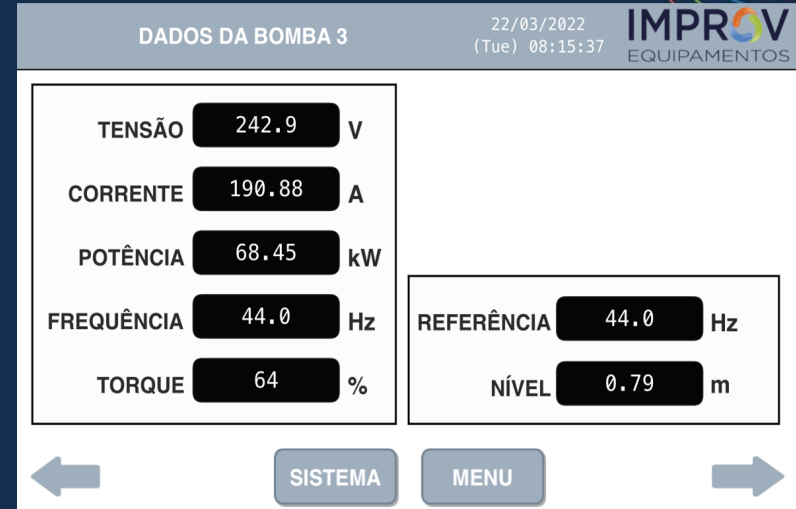 DADOS DA BOMBA 3
22/03/2022
(Tue) 08:15:37
IMPROV
EQUIPAMENTOS
TENSÃO 242.9 V
CORRENTE 190.88 A
POTÊNCIA 68.45 kW
FREQUÊNCIA 44.0 Hz
TORQUE 64 %
REFERÊNCIA 44.0 Hz
NÍVEL 0.79 m
SISTEMA
MENU